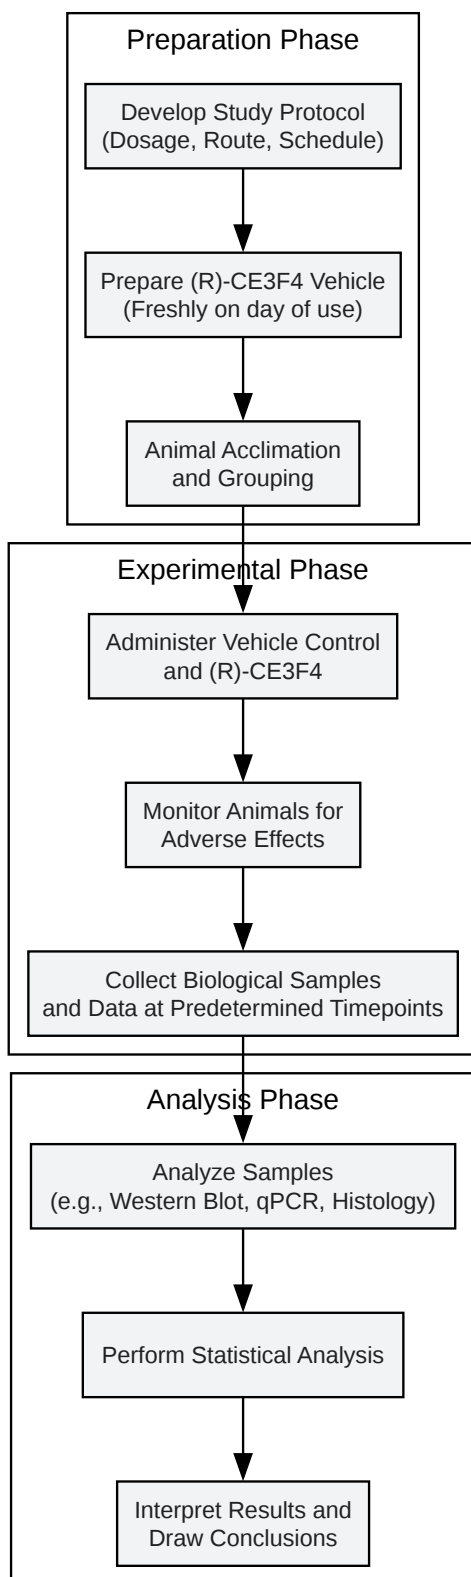 Preparation Phase
Develop Study Protocol
(Dosage, Route, Schedule)
Prepare (R)-CE3F4 Vehicle
(Freshly on day of use)
Animal Acclimation
and Grouping
Experimental Phase
Administer Vehicle Control
and (R)-CE3F4
Monitor Animals for
Adverse Effects
Collect Biological Samples
and Data at Predetermined Timepoints
Analysis Phase
Analyze Samples
(e.g., Western Blot, qPCR, Histology)
Perform Statistical Analysis
Interpret Results and
Draw Conclusions